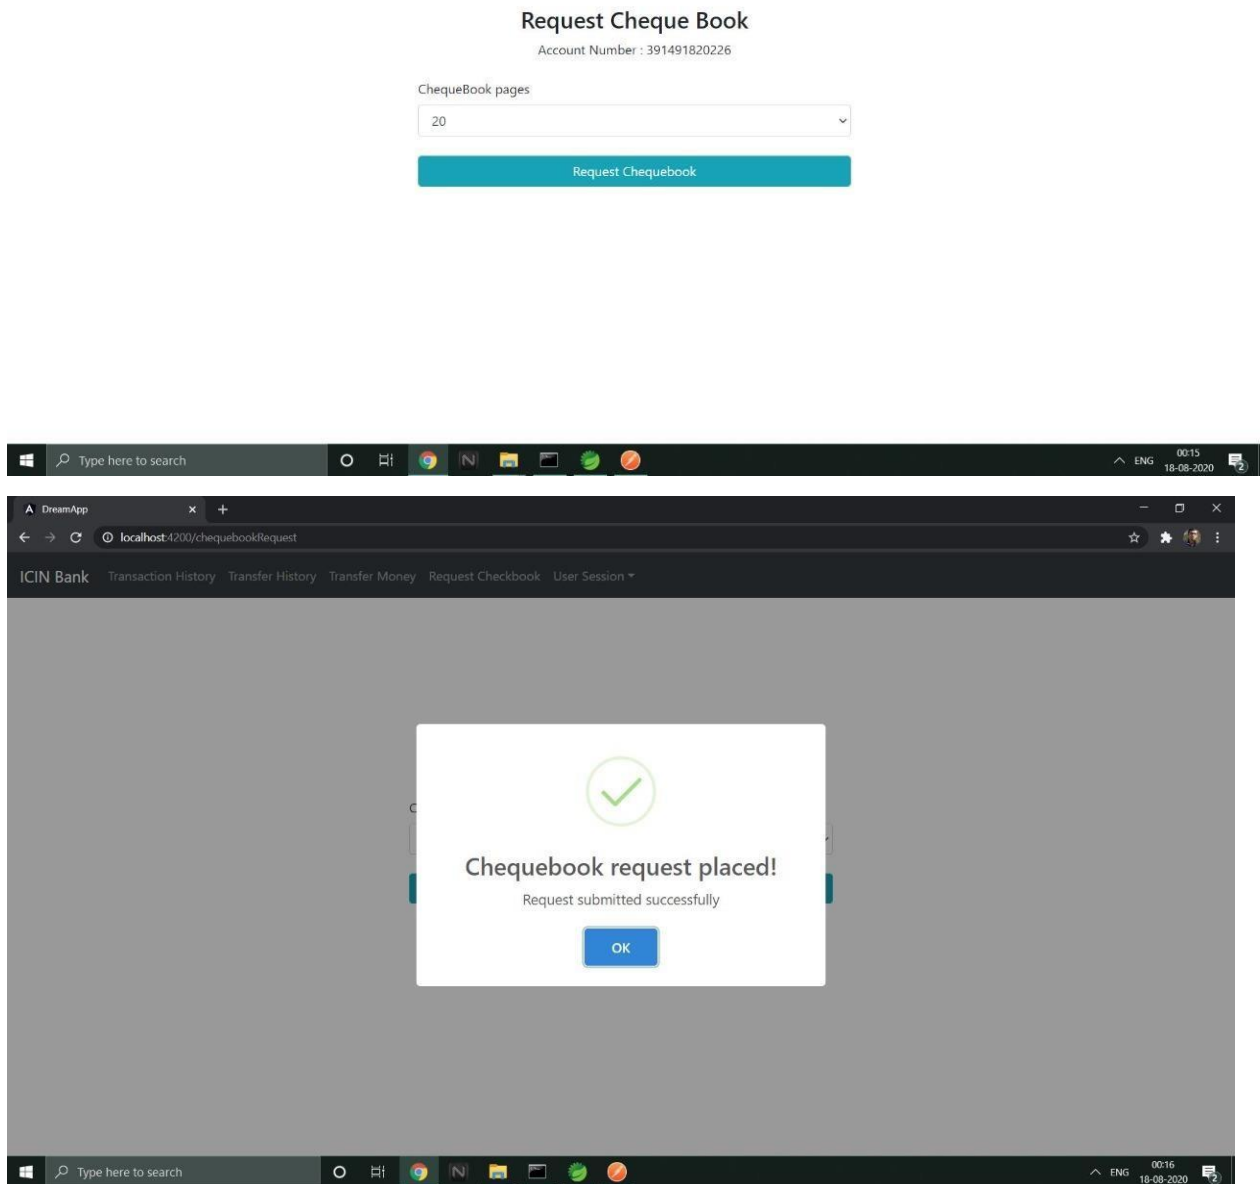 Request Cheque Book
Account Number : 391491820226
ChequeBook pages
20
Request Chequebook
Type here to search
ENG
00:15
18-08-2020
2
DreamApp
localhost:4200/chequebookRequest
ICIN Bank Transaction History Transfer History Transfer Money Request Checkbook User Session
C
Chequebook request placed!
Request submitted successfully
OK
Type here to search
ENG
00:16
18-08-2020
2